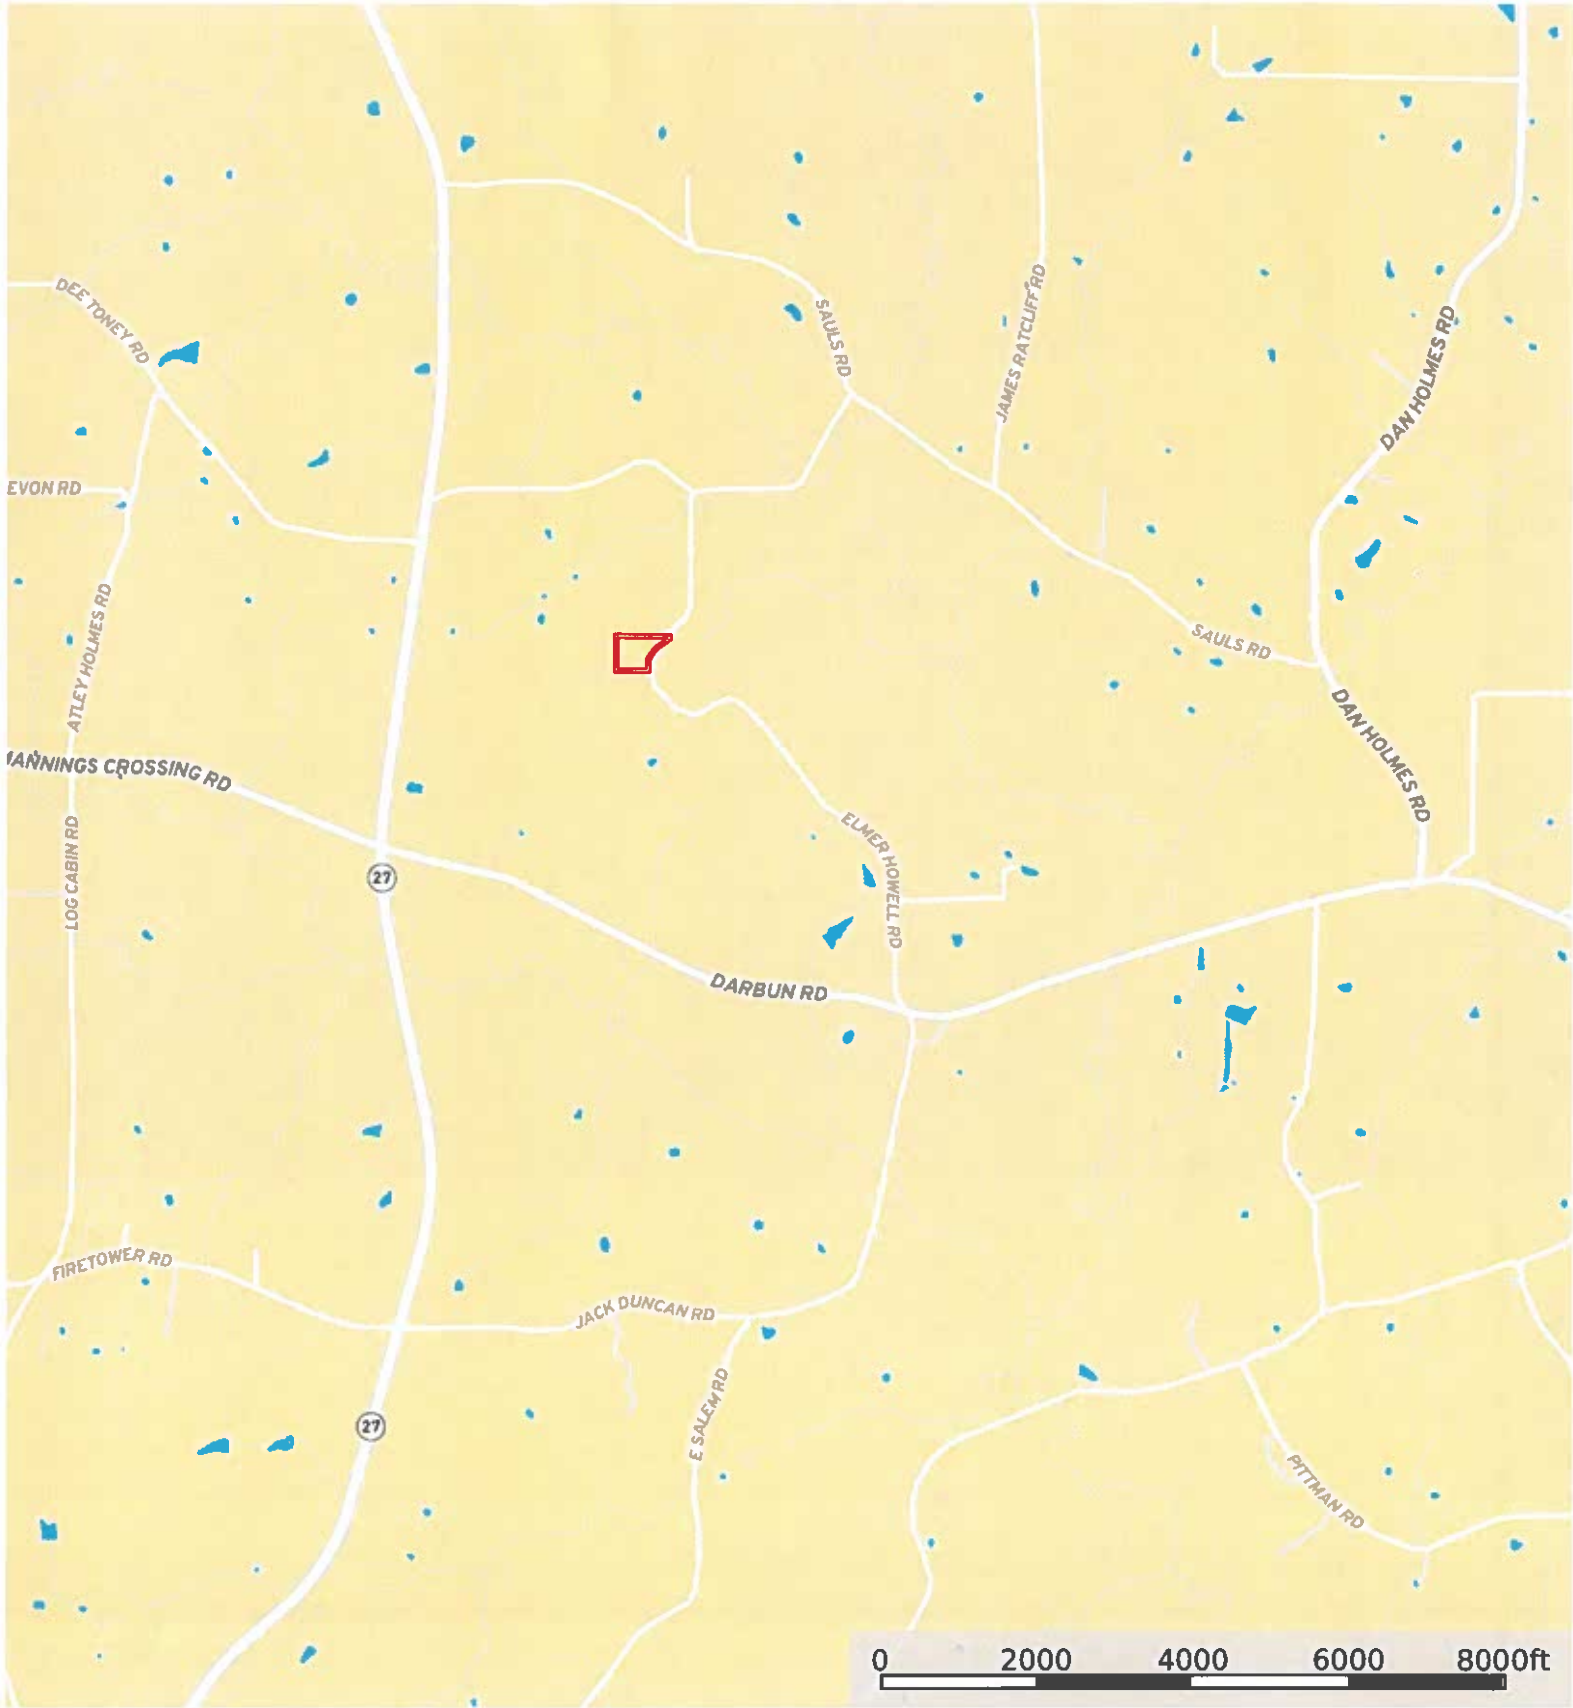 DEE TONEY RD
SAULS RD
JAMES RATCLIFF RD
DAN HOLMES RD
EVON RD
ATLEY HOLMES RD
SAULS RD
DAN HOLMES RD
MANNINGS CROSSING RD
LOG CABIN RD
ELMER HOWELL RD
27
DARBUN RD
FIRETOWER RD
JACK DUNCAN RD
E SALEM RD
27
PITTMAN RD
0 2000 4000 6000 8000ft